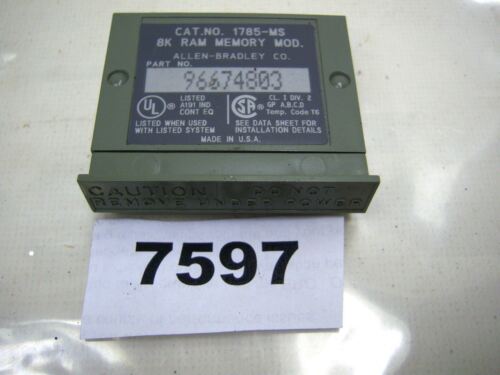 CAT.NO. 1785-MS
8K RAM MEMORY MOD.
ALLEN-BRADLEY CO.
PART NO.
96674803
UL ® LISTED
A191 IND
CONT EQ
LISTED WHEN USED
WITH LISTED SYSTEM
SA ® CL. I DIV. 2
GP A,B,C,D
Temp. Code T6
SEE DATA SHEET FOR
INSTALLATION DETAILS
MADE IN U.S.A.
CAUTION DO NOT
REMOVE UNDER POWER
7597